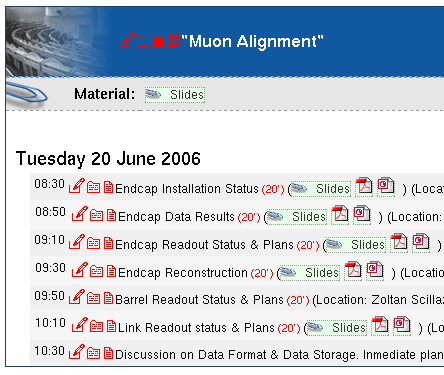 "Muon Alignment"
Material: Slides
Tuesday 20 June 2006
08:30 Endcap Installation Status (20') ( Slides ) (Loca
08:50 Endcap Data Results (20') ( Slides ) (Location:
09:10 Endcap Readout Status & Plans (20') ( Slides )
09:30 Endcap Reconstruction (20') ( Slides ) (Locat
09:50 Barrel Readout Status & Plans (20') (Location: Zoltan Scilla
10:10 Link Readout status & Plans (20') ( Slides ) (Lo
10:30 Discussion on Data Format & Data Storage. Inmediate plan